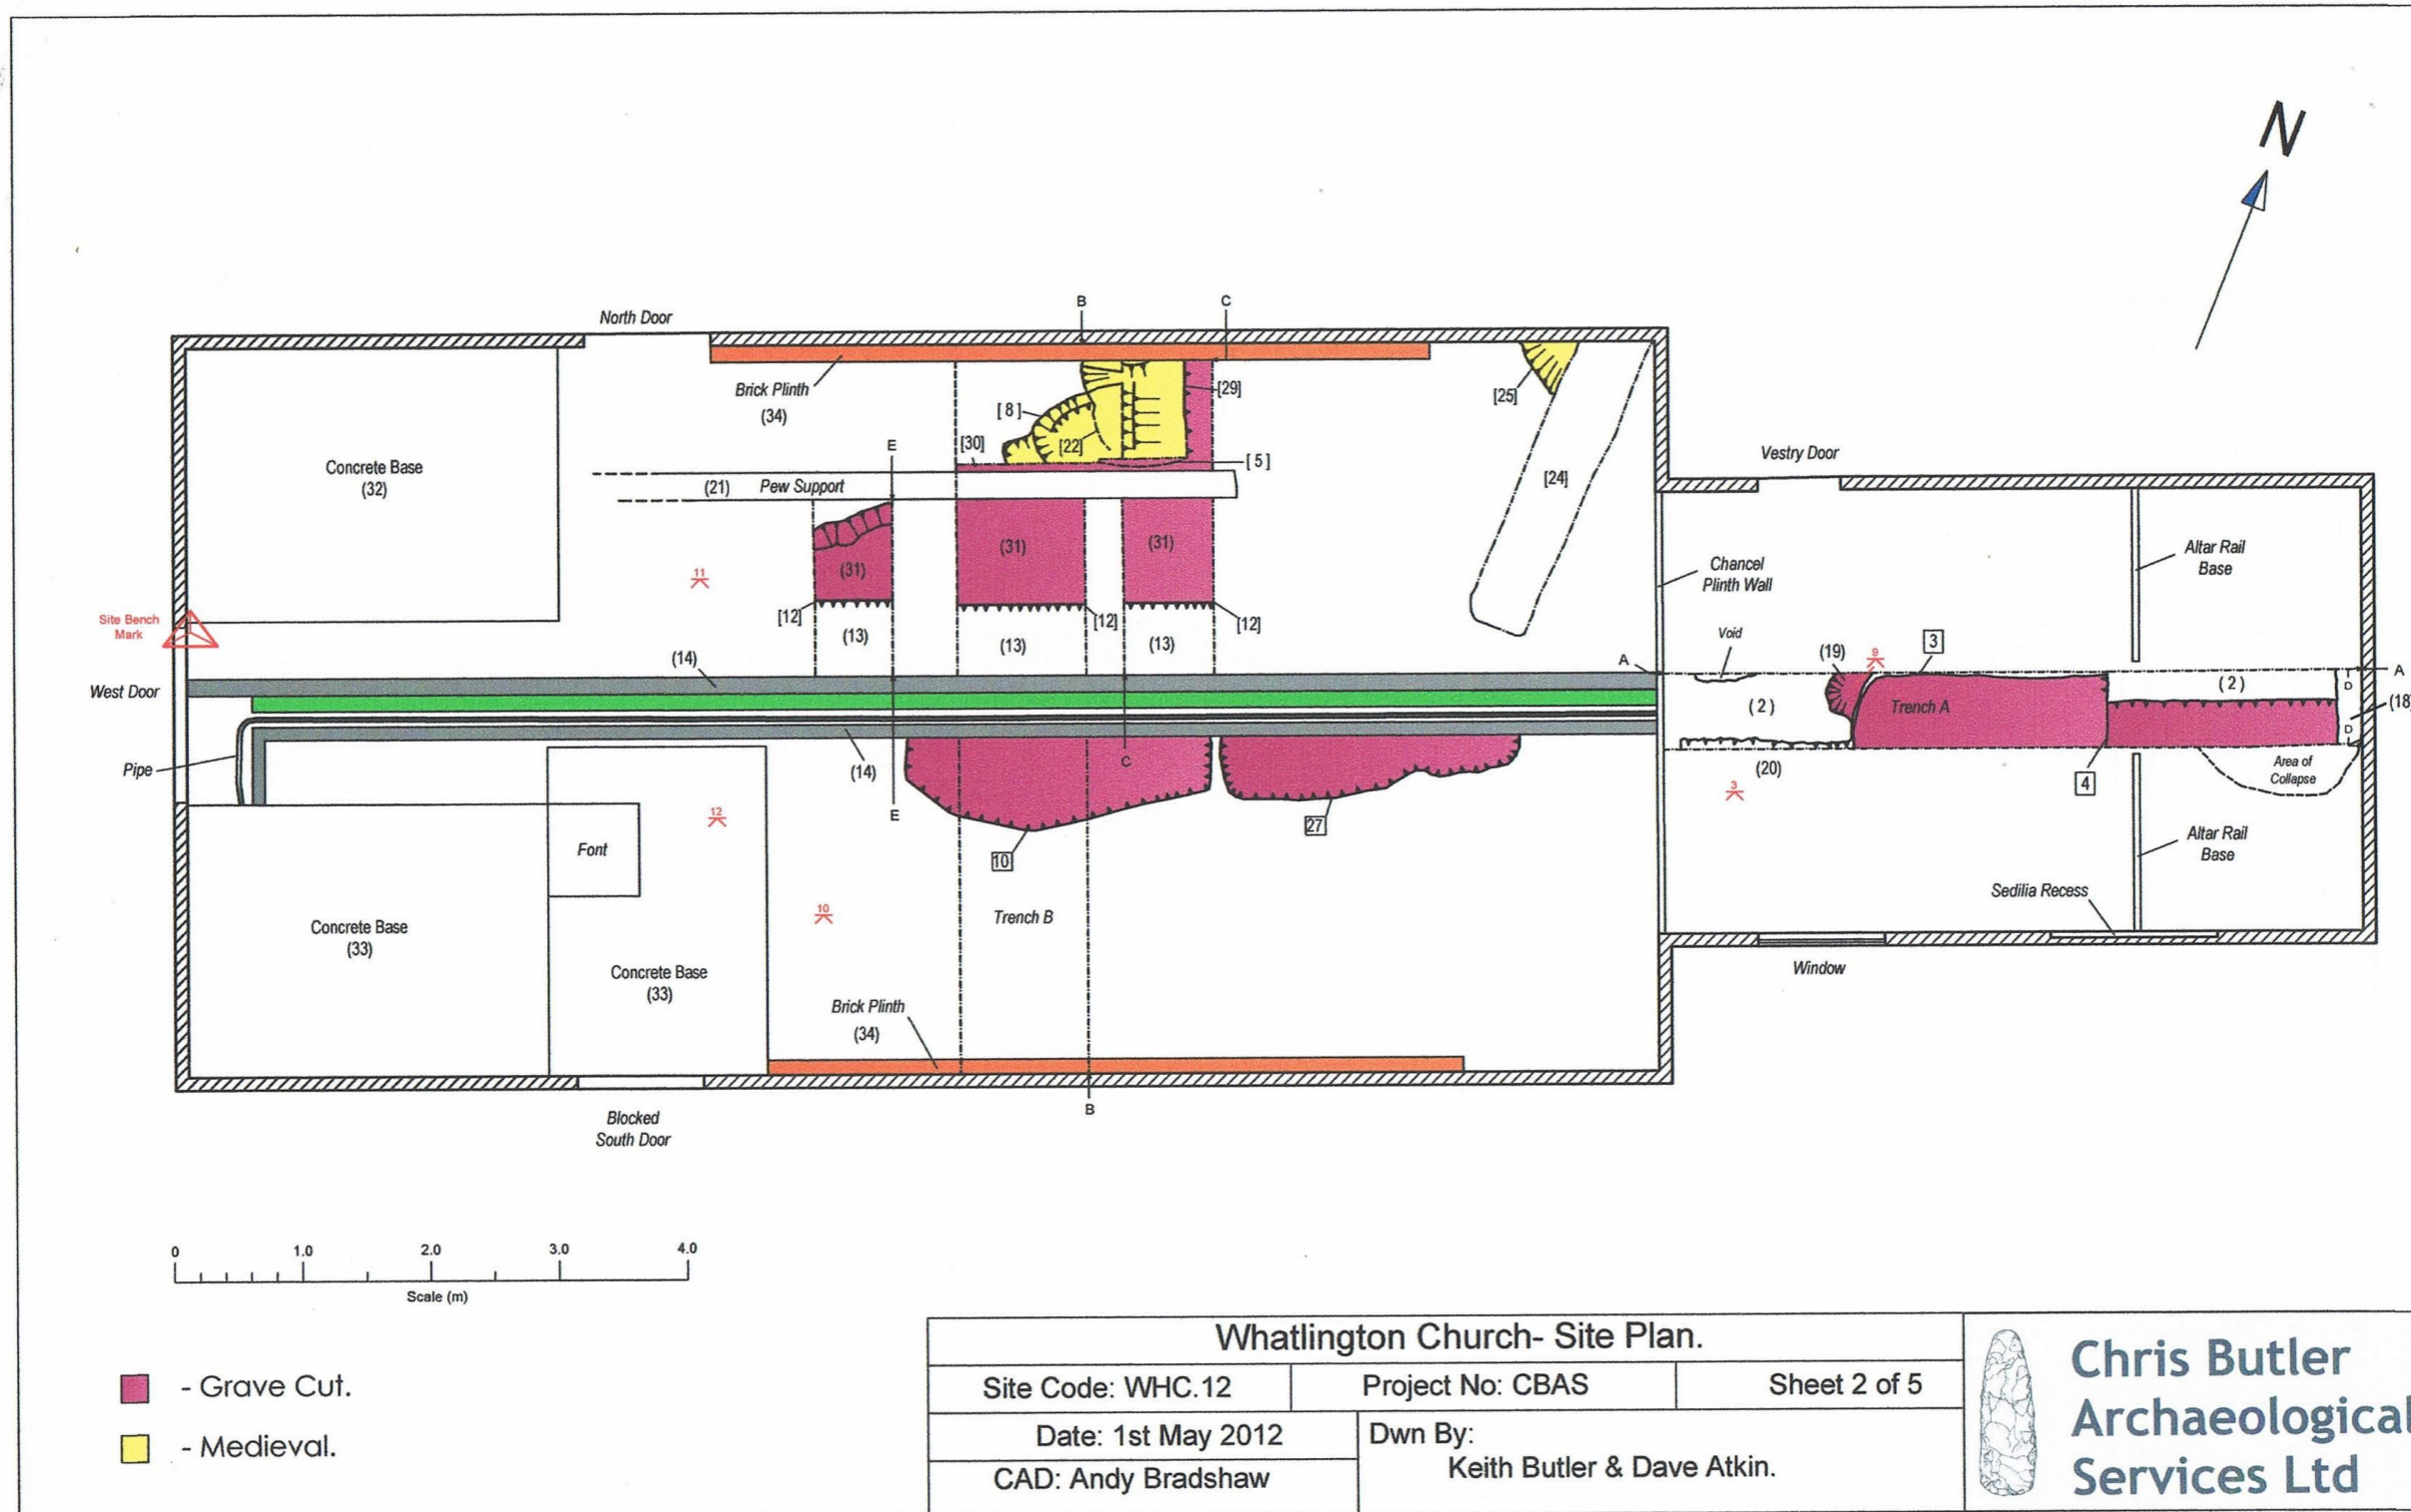 N
North Door
B
C
Brick Plinth
(34)
[ 8 ]
[29]
[25]
[30]
[22]
[ 5 ]
E
Concrete Base
(32)
(21) Pew Support
[24]
Vestry Door
(31)
(31)
(31)
11
Chancel
Plinth Wall
Altar Rail
Base
Site Bench
Mark
[12]
[12]
[12]
(13)
(13)
(13)
Void
(19)
9
3
(14)
A
A
West Door
( 2 )
Trench A
( 2 )
D
(18)
D
Pipe
(14)
C
(20)
Area of
Collapse
4
3
E
12
27
10
Font
Altar Rail
Base
Sedilia Recess
10
Trench B
Concrete Base
(33)
Concrete Base
(33)
Window
Brick Plinth
(34)
B
Blocked
South Door
0 1.0 2.0 3.0 4.0
Scale (m)
- Grave Cut.
- Medieval.
Whatlington Church- Site Plan.
Site Code: WHC.12
Project No: CBAS
Sheet 2 of 5
Date: 1st May 2012
CAD: Andy Bradshaw
Dwn By:
Keith Butler & Dave Atkin.
Chris Butler
Archaeological
Services Ltd